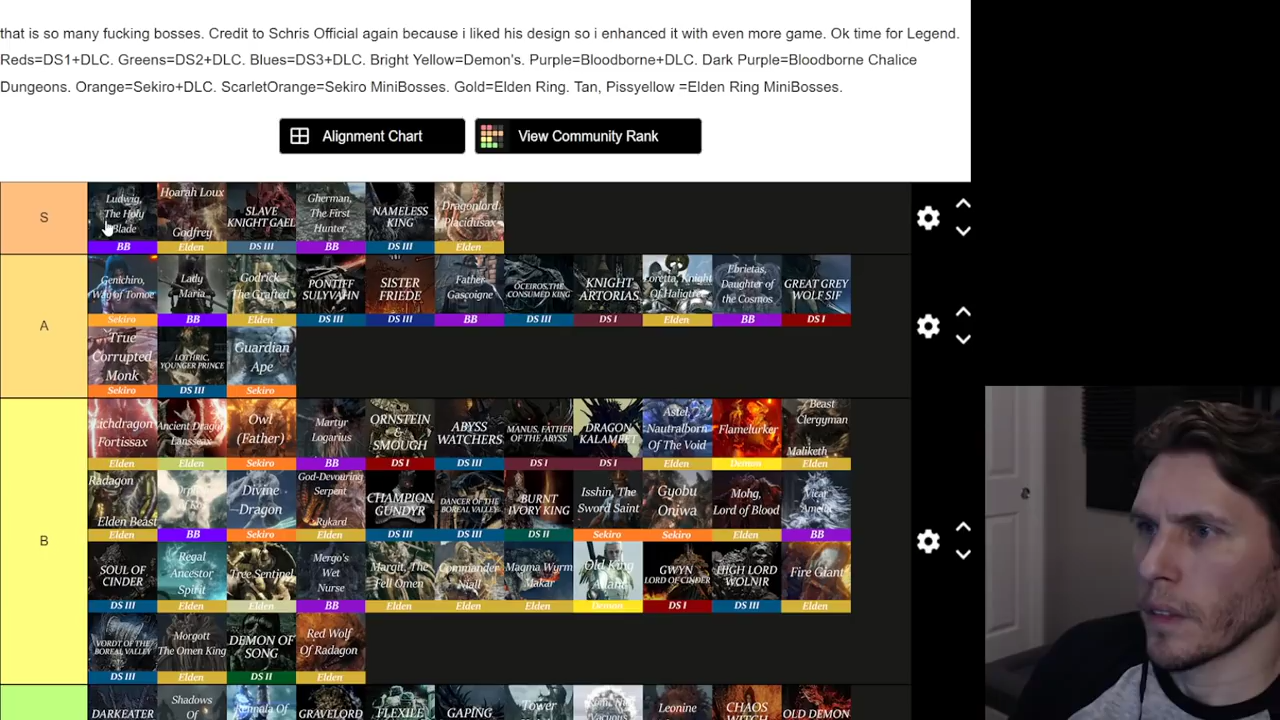 that is so many fucking bosses. Credit to Schris Official again because i liked his design so i enhanced it with even more game. Ok time for Legend.
Reds=DS1+DLC. Greens=DS2+DLC. Blues=DS3+DLC. Bright Yellow=Demon's. Purple=Bloodborne+DLC. Dark Purple=Bloodborne Chalice
Dungeons. Orange=Sekiro+DLC. ScarletOrange=Sekiro MiniBosses. Gold=Elden Ring. Tan, Pissyellow =Elden Ring MiniBosses.
Alignment Chart
View Community Rank
S
Ludwig,
The Holy
Blade
BB
Hoarah Loux
Godfrey
Elden
SLAVE
KNIGHT GAEL
DS III
Gherman,
The First
Hunter
BB
NAMELESS
KING
DS III
Dragonlord
Placidusax
Elden
A
Genichiro,
Way of Tomoe
Sekiro
Lady
Maria
BB
Godrick
The Grafted
Elden
PONTIFF
SULYVAHN
DS III
SISTER
FRIEDE
DS III
Father
Gascoigne
BB
OCEIROS, THE
CONSUMED KING
DS III
KNIGHT
ARTORIAS
DS I
Loretta, Knight
Of Haligtree
Elden
Ebrietas,
Daughter of
the Cosmos
BB
GREAT GREY
WOLF SIF
DS I
True
Corrupted
Monk
Sekiro
LOTHRIC,
YOUNGER PRINCE
DS III
Guardian
Ape
Sekiro
B
Lichdragon
Fortissax
Elden
Ancient Dragon
Lansseax
Elden
Owl
(Father)
Sekiro
Martyr
Logarius
BB
ORNSTEIN
& SMOUGH
DS I
ABYSS
WATCHERS
DS III
MANUS, FATHER
OF THE ABYSS
DS I
DRAGON
KALAMEET
DS I
Astel,
Nautralborn
Of The Void
Elden
Flamelurker
Demon
Beast
Clergyman
Maliketh
Elden
Radagon
Elden Beast
Elden
BB
Divine
Dragon
Sekiro
God-Devouring
Serpent
Rykard
Elden
CHAMPION
GUNDYR
DS III
DANCER OF THE
BOREAL VALLEY
DS III
BURNT
IVORY KING
DS II
Isshin, The
Sword Saint
Sekiro
Gyobu
Oniwa
Sekiro
Mohg,
Lord of Blood
Elden
Vicar
Amelia
BB
SOUL OF
CINDER
DS III
Regal
Ancestor
Spirit
Elden
Tree Sentinel
Elden
Mergo's
Wet
Nurse
BB
Margit, The
Fell Omen
Elden
Commander
Niall
Elden
Magma Wyrm
Makar
Elden
Old King
Allant
Demon
GWYN
LORD OF CINDER
DS I
HIGH LORD
WOLNIR
DS III
Fire Giant
Elden
VORDT OF THE
BOREAL VALLEY
DS III
Morgott
The Omen King
Elden
DEMON OF
SONG
DS II
Red Wolf
Of Radagon
Elden
DARKEATER
Shadows
Of
GRAVELORD
FLEXILE
GAPING
Tower
Leonine
CHAOS
WITCH
OLD DEMON